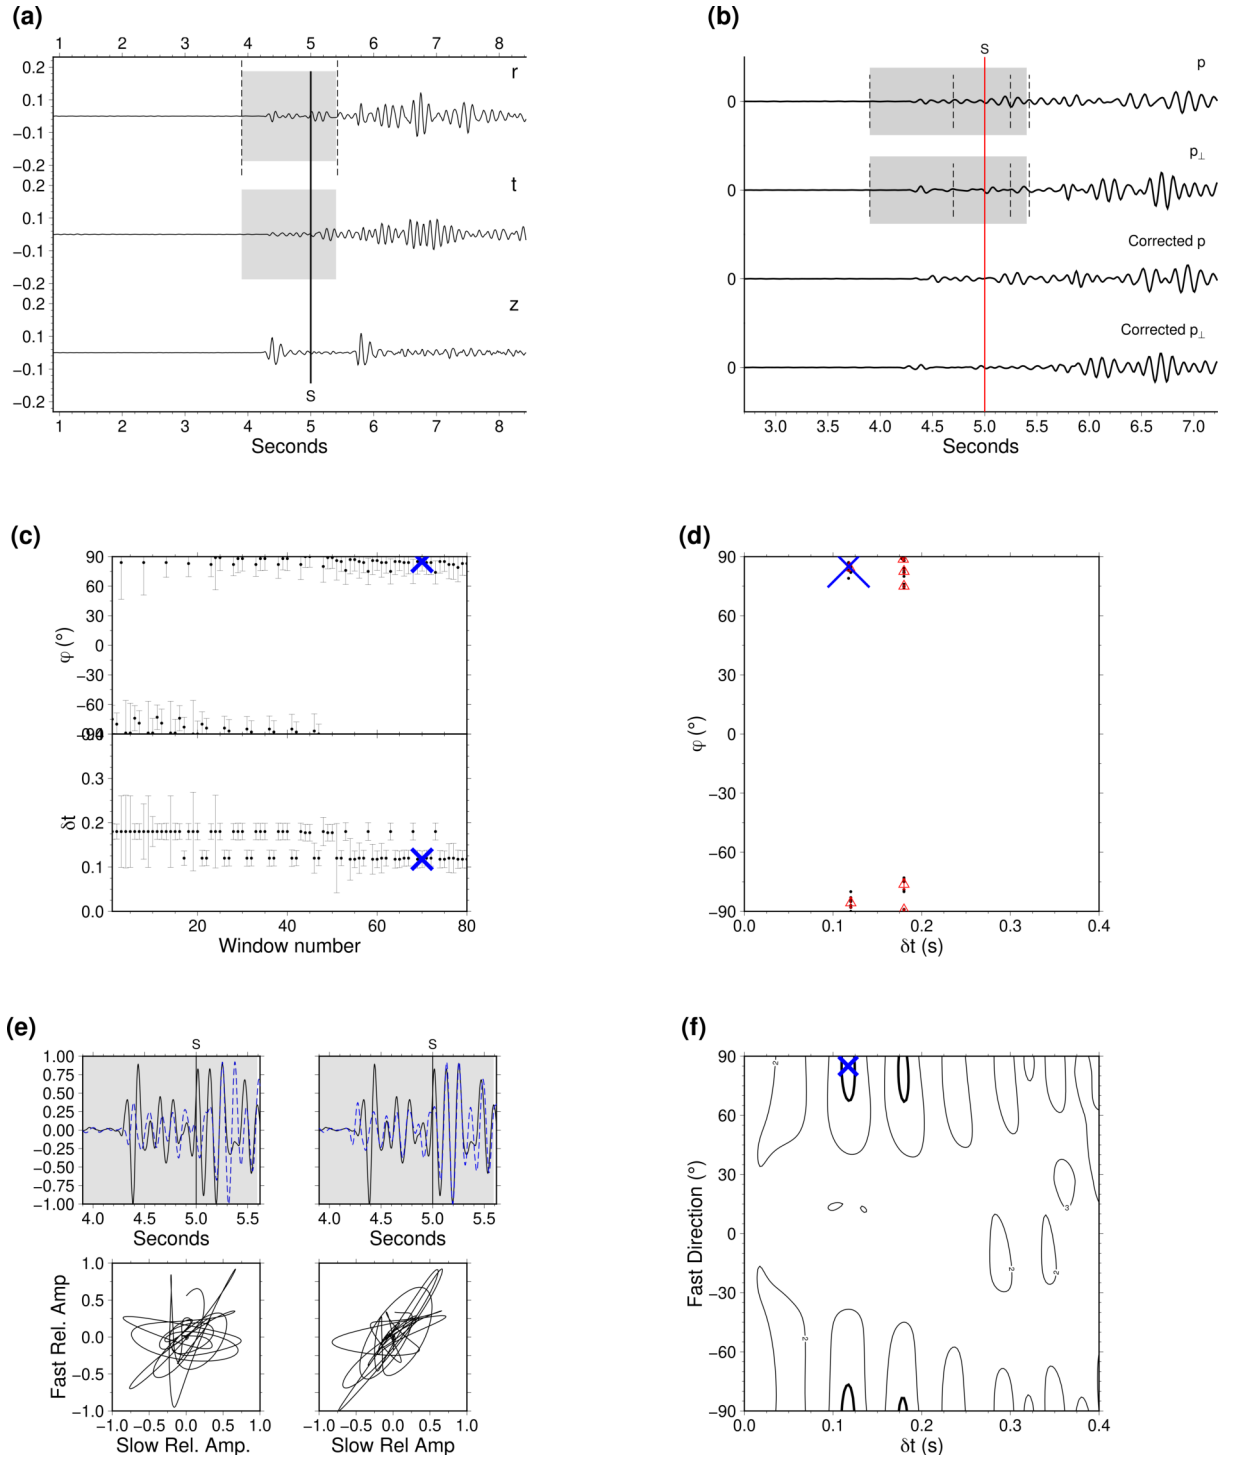 (a)
1 2 3 4 5 6 7 8
0.2
0.1
−0.1
−0.2
r
0.2
0.1
−0.1
−0.2
t
0.2
0.1
−0.1
−0.2
z
S
1 2 3 4 5 6 7 8
Seconds
(b)
S
0
p
0
p⊥
0
Corrected p
0
Corrected p⊥
3.0 3.5 4.0 4.5 5.0 5.5 6.0 6.5 7.0
Seconds
(c)
90
60
30
0
−30
−60
−90
φ (°)
0.4
0.3
0.2
0.1
0.0
δt
20 40 60 80
Window number
(d)
90
60
30
0
−30
−60
−90
φ (°)
0.0 0.1 0.2 0.3 0.4
δt (s)
(e)
S
1.00
0.75
0.50
0.25
0.00
−0.25
−0.50
−0.75
−1.00
4.0 4.5 5.0 5.5
Seconds
S
4.0 4.5 5.0 5.5
Seconds
1.0
0.5
0.0
−0.5
−1.0
Fast Rel. Amp
−1.0 −0.5 0.0 0.5 1.0
Slow Rel. Amp.
−1.0 −0.5 0.0 0.5 1.0
Slow Rel Amp
(f)
90
60
30
0
−30
−60
−90
Fast Direction (°)
2
3
2
2
2
0.0 0.1 0.2 0.3 0.4
δt (s)